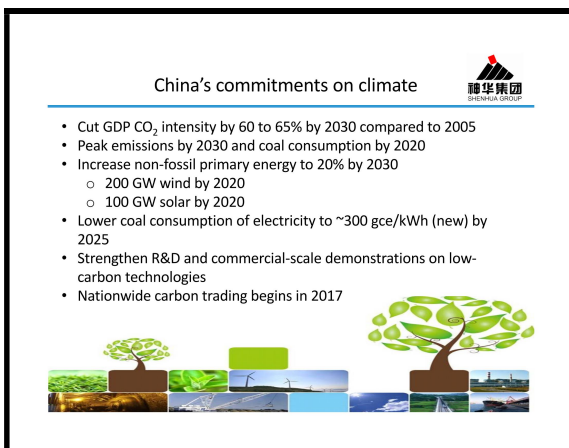 China's commitments on climate
神华集团
SHENHUA GROUP
• Cut GDP CO₂ intensity by 60 to 65% by 2030 compared to 2005
• Peak emissions by 2030 and coal consumption by 2020
• Increase non-fossil primary energy to 20% by 2030
o 200 GW wind by 2020
o 100 GW solar by 2020
• Lower coal consumption of electricity to ~300 gce/kWh (new) by
2025
• Strengthen R&D and commercial-scale demonstrations on low-
carbon technologies
• Nationwide carbon trading begins in 2017